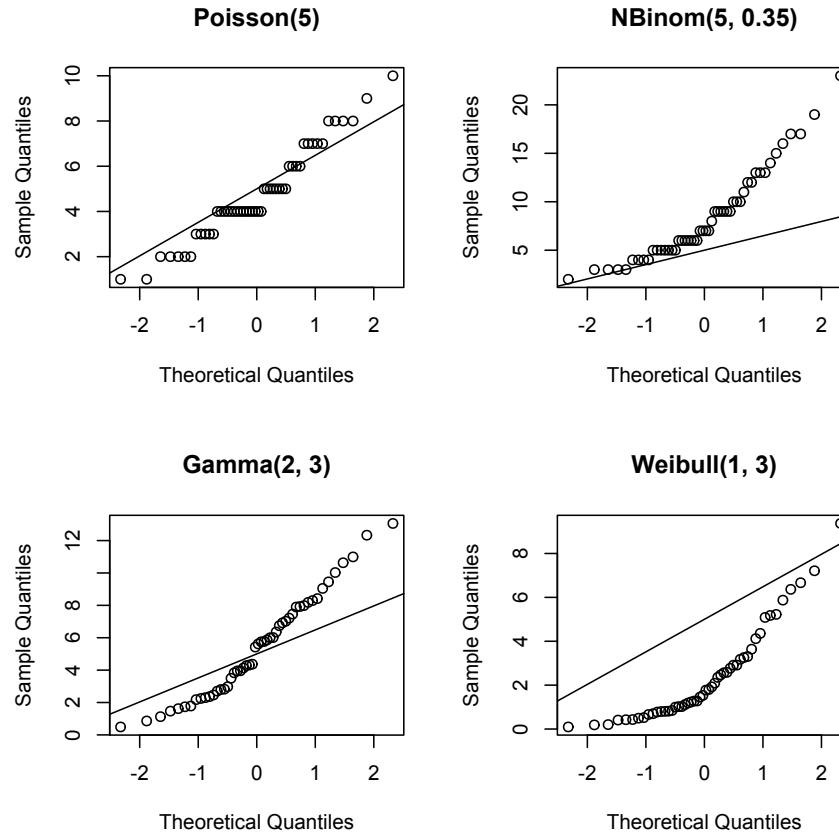 Poisson(5)
Sample Quantiles
10
8
6
4
2
-2 -1 0 1 2
Theoretical Quantiles
NBinom(5, 0.35)
Sample Quantiles
20
15
10
5
-2 -1 0 1 2
Theoretical Quantiles
Gamma(2, 3)
Sample Quantiles
12
8
6
4
2
0
-2 -1 0 1 2
Theoretical Quantiles
Weibull(1, 3)
Sample Quantiles
8
6
4
2
0
-2 -1 0 1 2
Theoretical Quantiles